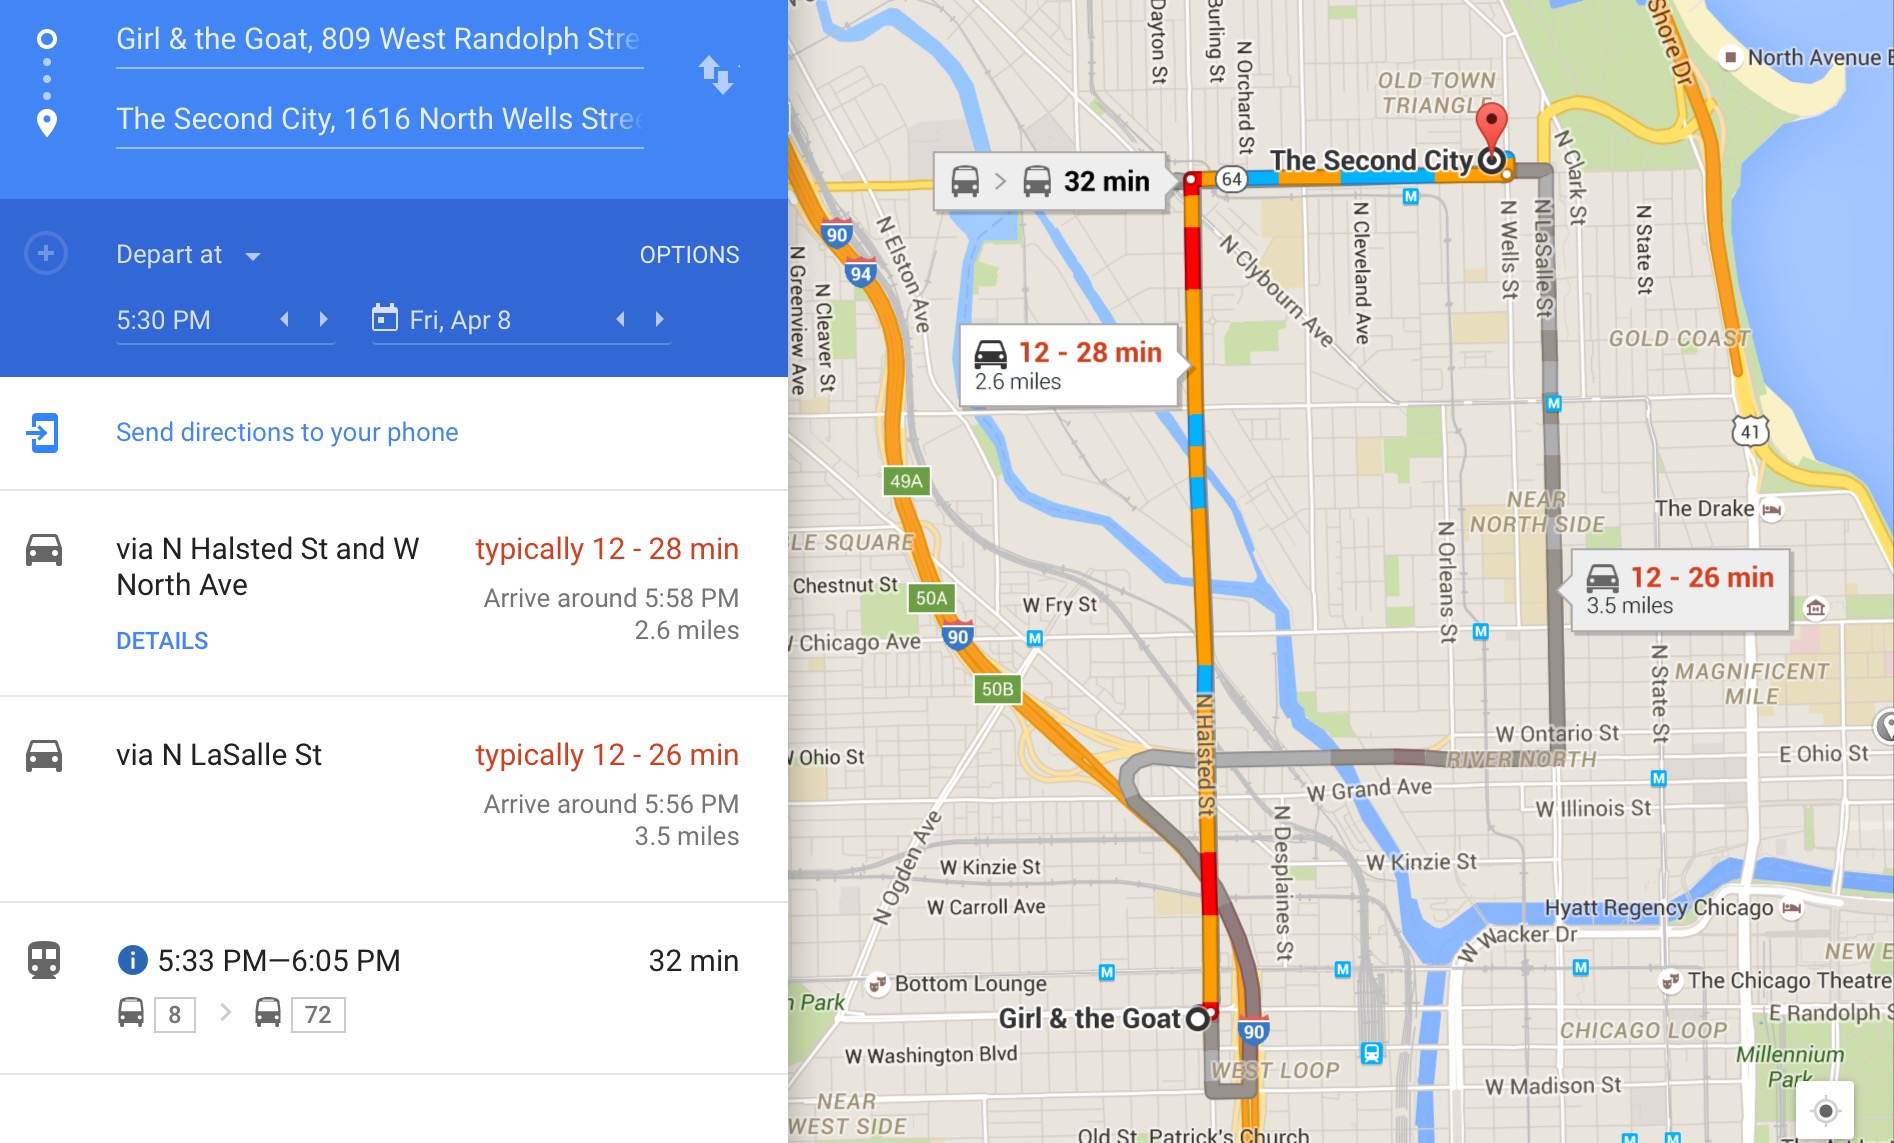 Girl & the Goat, 809 West Randolph Stre
The Second City, 1616 North Wells Stree
Depart at
OPTIONS
5:30 PM
Fri, Apr 8
Send directions to your phone
via N Halsted St and W
North Ave
typically 12 - 28 min
Arrive around 5:58 PM
2.6 miles
DETAILS
via N LaSalle St
typically 12 - 26 min
Arrive around 5:56 PM
3.5 miles
5:33 PM—6:05 PM
32 min
8
72
Dayton St
Burling St
N Orchard St
OLD TOWN
TRIANGLE
Shore Dr
North Avenue B
The Second City
32 min
64
N Clark St
90
94
N Elston Ave
N Greenview Ave
N Cleaver St
N Clybourn Ave
N Cleveland Ave
N Wells St
N LaSalle St
N State St
GOLD COAST
12 - 28 min
2.6 miles
M
M
41
49A
LE SQUARE
NEAR
NORTH SIDE
The Drake
N Orleans St
Chestnut St
50A
W Fry St
12 - 26 min
3.5 miles
90
M
M
Chicago Ave
50B
N Halsted St
N State St
MAGNIFICENT
MILE
Ohio St
W Ontario St
RIVER NORTH
E Ohio St
M
W Grand Ave
W Illinois St
N Ogden Ave
N Desplaines St
W Kinzie St
W Kinzie St
W Carroll Ave
Hyatt Regency Chicago
W Wacker Dr
NEW E
M
M
M
Bottom Lounge
The Chicago Theatre
n Park
Girl & the Goat
90
E Randolph S
CHICAGO LOOP
W Washington Blvd
WEST LOOP
Millennium
Park
W Madison St
NEAR
WEST SIDE
Old St. Patrick's Church
M
M